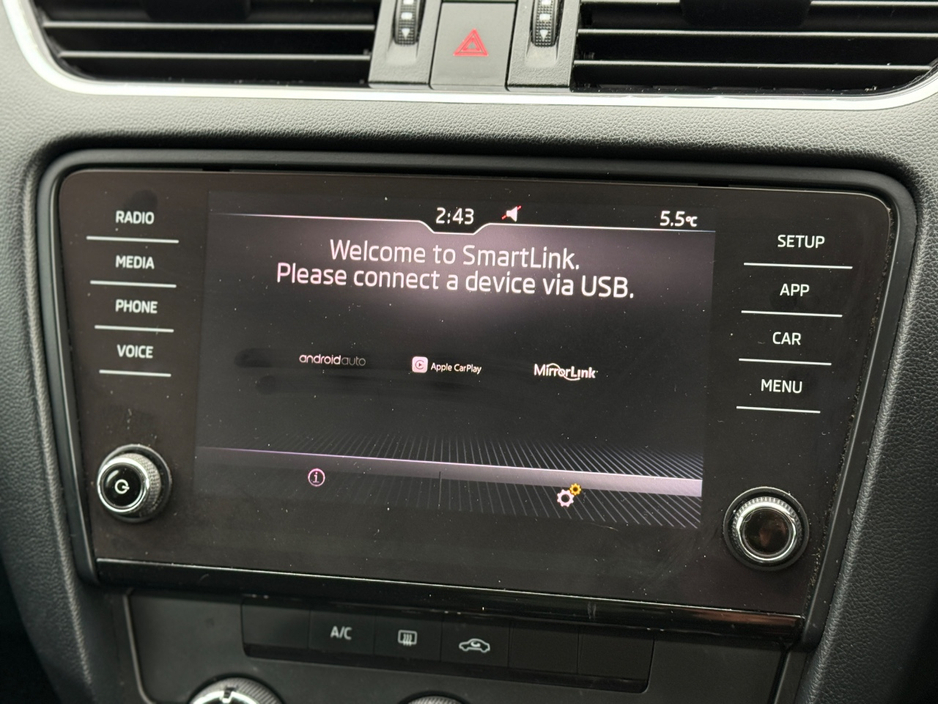 2:43
5.5°C
Welcome to SmartLink.
Please connect a device via USB.
androidauto
Apple CarPlay
MirrorLink
RADIO
MEDIA
PHONE
VOICE
SETUP
APP
CAR
MENU
A/C